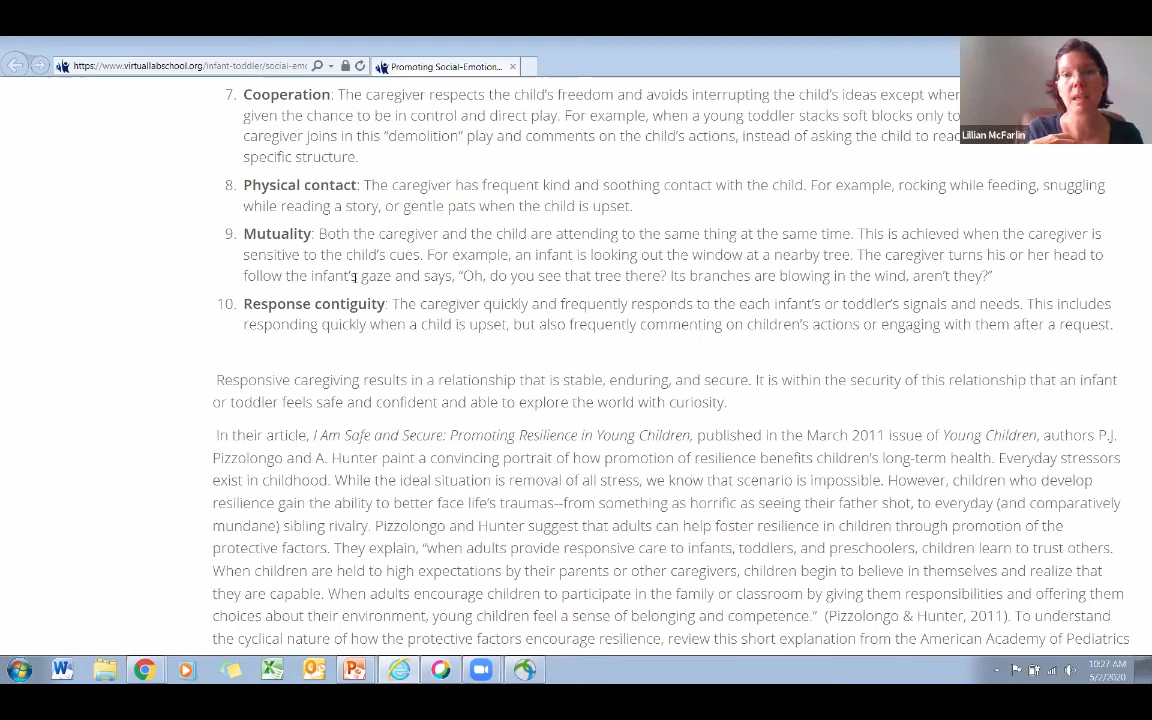 https://www.virtuallabschool.org/infant-toddler/social-emc
Promoting Social-Emotion... ×
7. Cooperation: The caregiver respects the child's freedom and avoids interrupting the child's ideas except
given the chance to be in control and direct play. For example, when a young toddler stacks soft blocks only to
caregiver joins in this "demolition" play and comments on the child's actions, instead of asking the child to
specific structure.
8. Physical contact: The caregiver has frequent kind and soothing contact with the child. For example, rocking while feeding, snuggling
while reading a story, or gentle pats when the child is upset.
9. Mutuality: Both the caregiver and the child are attending to the same thing at the same time. This is achieved when the caregiver is
sensitive to the child's cues. For example, an infant is looking out the window at a nearby tree. The caregiver turns his or her head to
follow the infant's gaze and says, "Oh, do you see that tree there? Its branches are blowing in the wind, aren't they?"
10. Response contiguity: The caregiver quickly and frequently responds to the each infant's or toddler's signals and needs. This includes
responding quickly when a child is upset, but also frequently commenting on children's actions or engaging with them after a request.
Responsive caregiving results in a relationship that is stable, enduring, and secure. It is within the security of this relationship that an infant
or toddler feels safe and confident and able to explore the world with curiosity.
In their article, I Am Safe and Secure: Promoting Resilience in Young Children, published in the March 2011 issue of Young Children, authors P.J.
Pizzolongo and A. Hunter paint a convincing portrait of how promotion of resilience benefits children's long-term health. Everyday stressors
exist in childhood. While the ideal situation is removal of all stress, we know that scenario is impossible. However, children who develop
resilience gain the ability to better face life's traumas--from something as horrific as seeing their father shot, to everyday (and comparatively
mundane) sibling rivalry. Pizzolongo and Hunter suggest that adults can help foster resilience in children through promotion of the
protective factors. They explain, "when adults provide responsive care to infants, toddlers, and preschoolers, children learn to trust others.
When children are held to high expectations by their parents or other caregivers, children begin to believe in themselves and realize that
they are capable. When adults encourage children to participate in the family or classroom by giving them responsibilities and offering them
choices about their environment, young children feel a sense of belonging and competence." (Pizzolongo & Hunter, 2011). To understand
the cyclical nature of how the protective factors encourage resilience, review this short explanation from the American Academy of Pediatrics
Lillian McFarlin
10:27 AM
5/2/2020